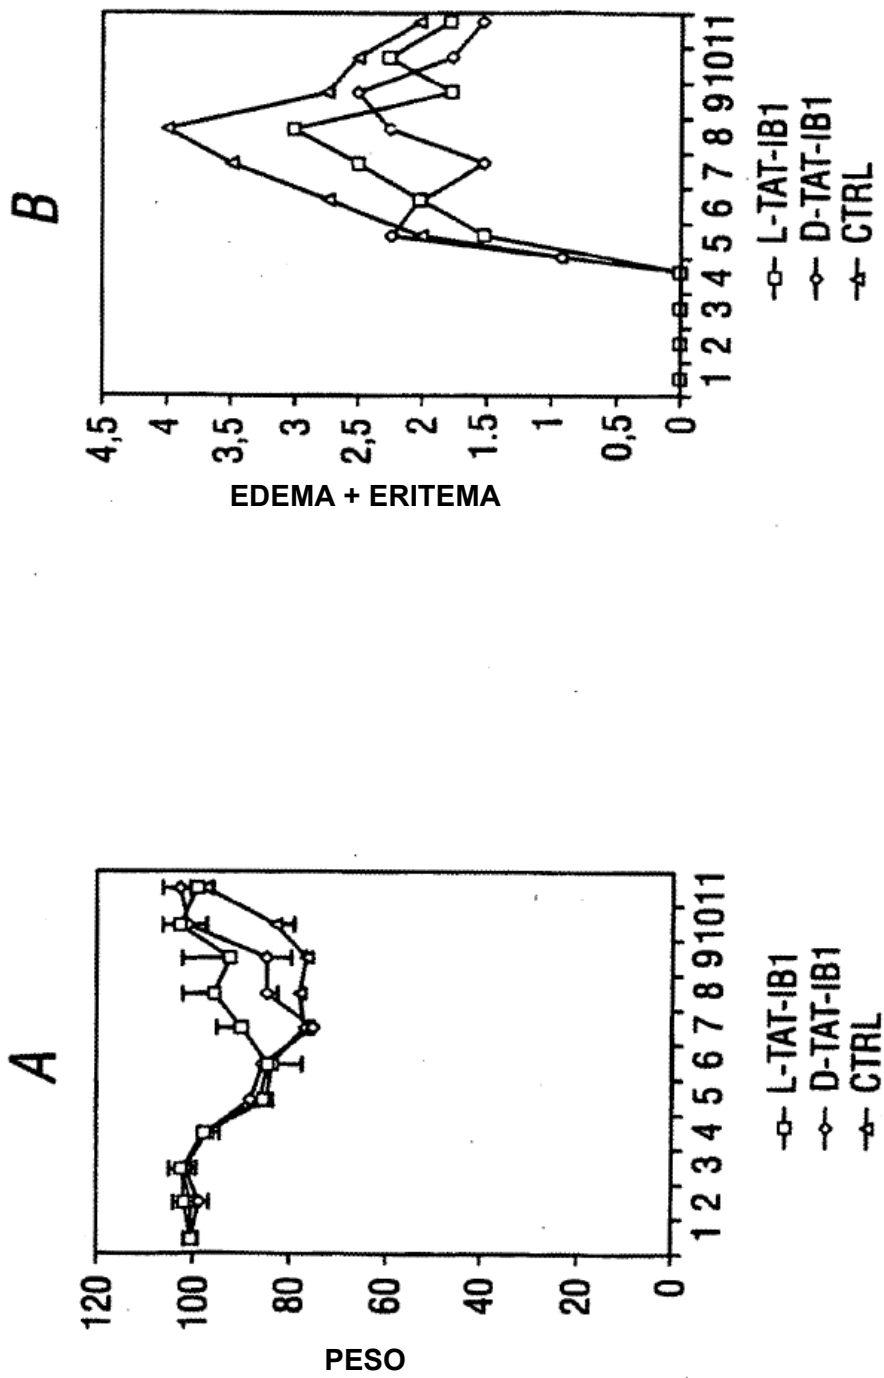 B
4,5
4
3,5
3
2,5
2
1.5
1
0,5
0
EDEMA + ERITEMA
1 2 3 4 5 6 7 8 9 10 11
L-TAT-IB1
D-TAT-IB1
CTRL
A
120
100
80
60
40
20
0
PESO
1 2 3 4 5 6 7 8 9 10 11
L-TAT-IB1
D-TAT-IB1
CTRL